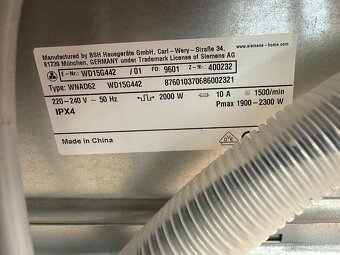 Manufactured by BSH Hausgeräte GmbH, Carl-Wery-Straße 34,
81739 München, GERMANY under Trademark License of Siemens AG
www.siemens-home.com
E-Nr.: WD15G442 / 01 FD: 9601 Z-Nr.: 400232
Type: WNAD62 WD15G442 876010370686002321
220-240 V ~ 50 Hz 2000 W 10 A 1500/min
IPX4 Pmax 1900-2300 W
Made in China